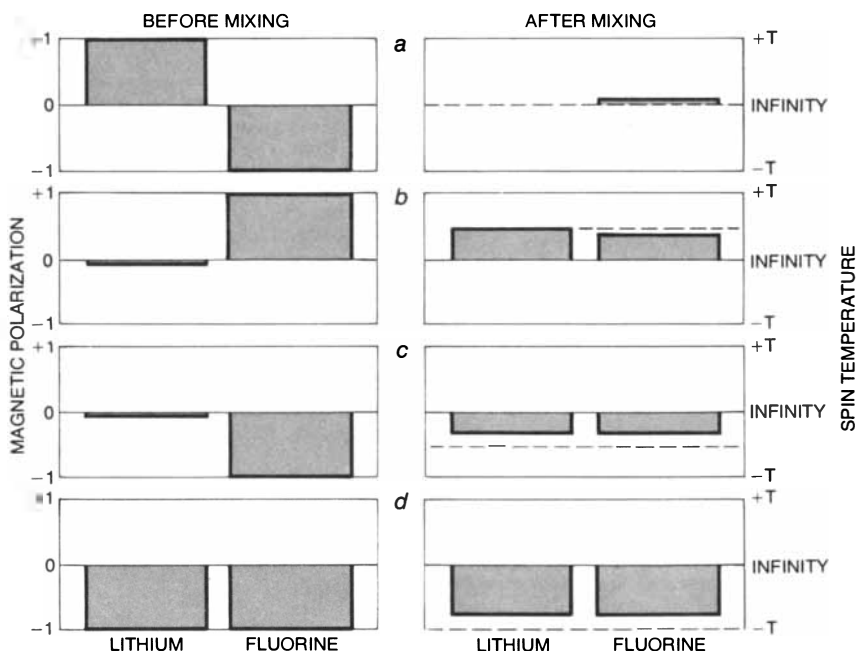 BEFORE MIXING
AFTER MIXING
+1
0
−1
a
+T
INFINITY
−T
+1
0
−1
b
+T
INFINITY
−T
+1
0
−1
c
+T
INFINITY
−T
1
0
−1
d
+T
INFINITY
−T
LITHIUM
FLUORINE
LITHIUM
FLUORINE
MAGNETIC POLARIZATION
SPIN TEMPERATURE